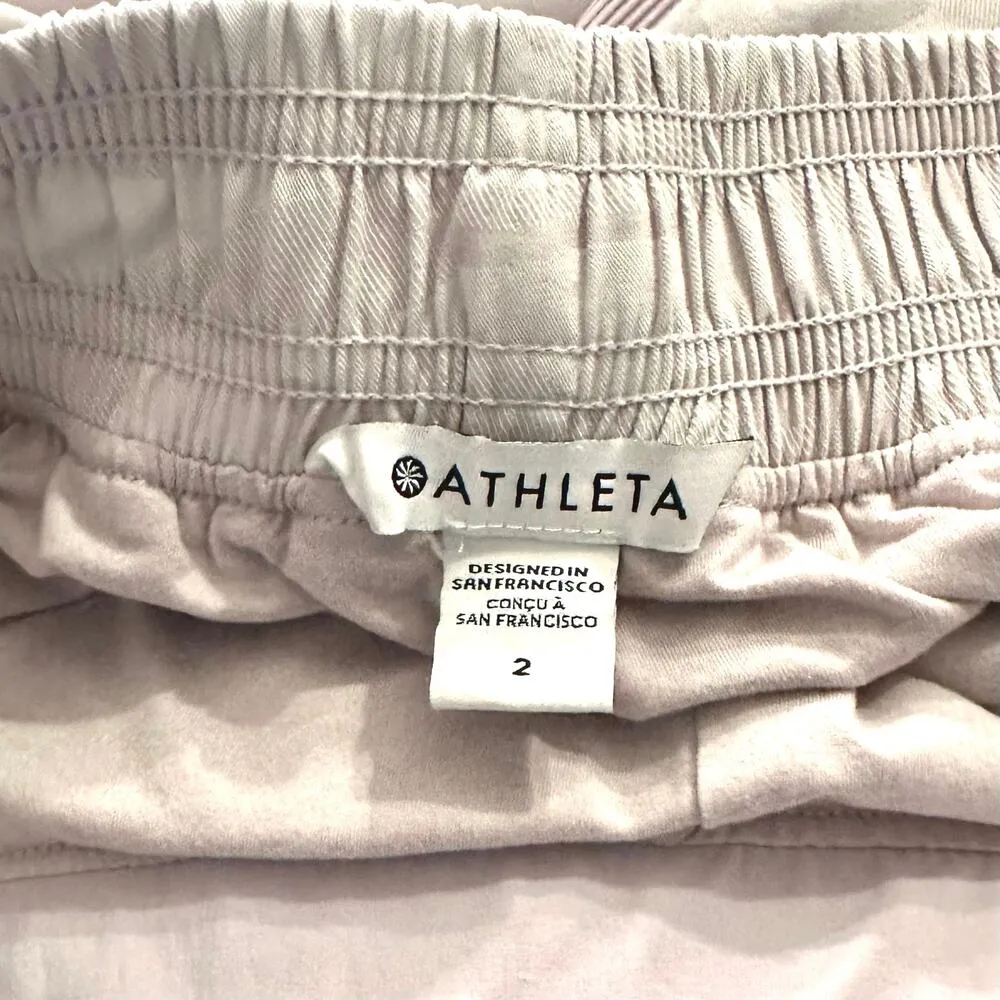 ATHLETA
DESIGNED IN
SAN FRANCISCO
CONÇU À
SAN FRANCISCO
2